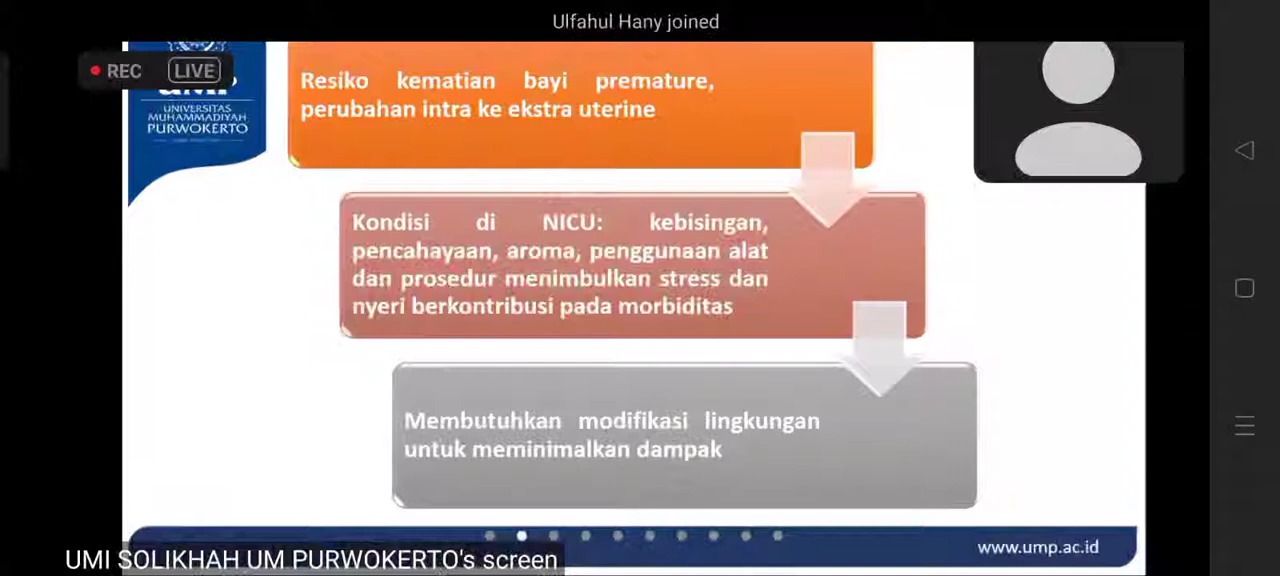 Ulfahul Hany joined
REC LIVE
UNIVERSITAS
MUHAMMADIYAH
PURWOKERTO
Resiko kematian bayi premature,
perubahan intra ke ekstra uterine
Kondisi di NICU: kebisingan,
pencahayaan, aroma, penggunaan alat
dan prosedur menimbulkan stress dan
nyeri berkontribusi pada morbiditas
Membutuhkan modifikasi lingkungan
untuk meminimalkan dampak
www.ump.ac.id
UMI SOLIKHAH UM PURWOKERTO's screen